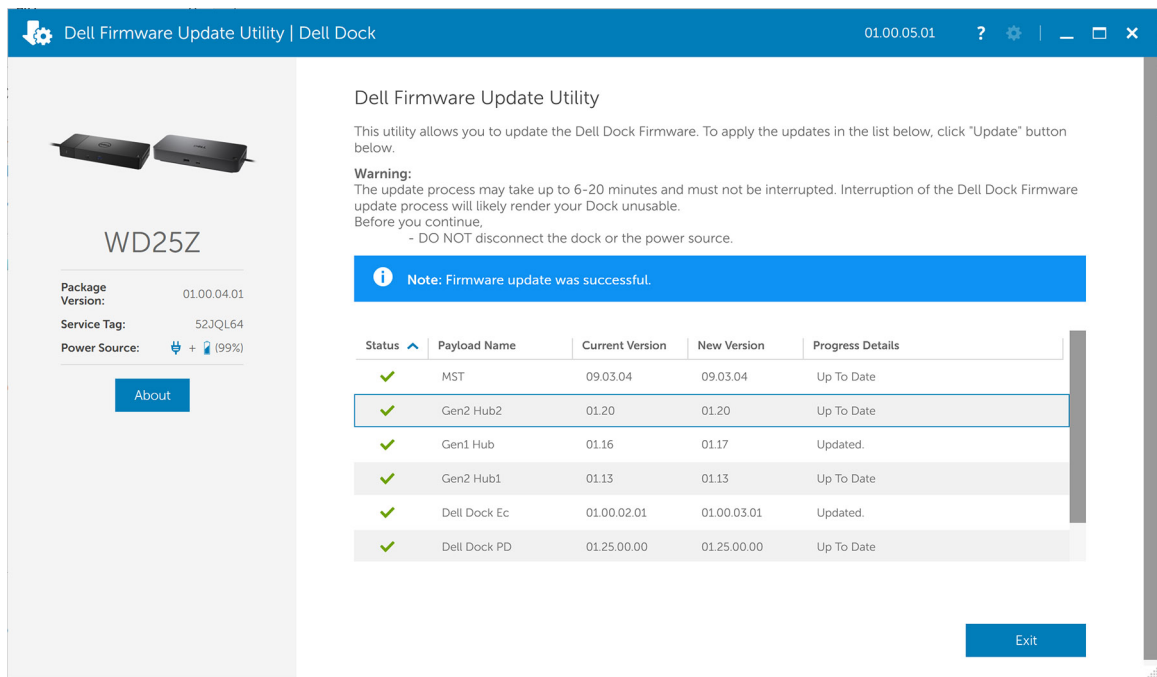 Dell Firmware Update Utility | Dell Dock
01.00.05.01
?
Dell Firmware Update Utility
This utility allows you to update the Dell Dock Firmware. To apply the updates in the list below, click "Update" button
below.
Warning:
The update process may take up to 6-20 minutes and must not be interrupted. Interruption of the Dell Dock Firmware
update process will likely render your Dock unusable.
Before you continue,
- DO NOT disconnect the dock or the power source.
WD25Z
Package
Version: 01.00.04.01
Service Tag: 52JQL64
Power Source: + (99%)
About
Note: Firmware update was successful.
Status Payload Name Current Version New Version Progress Details
MST 09.03.04 09.03.04 Up To Date
Gen2 Hub2 01.20 01.20 Up To Date
Gen1 Hub 01.16 01.17 Updated.
Gen2 Hub1 01.13 01.13 Up To Date
Dell Dock Ec 01.00.02.01 01.00.03.01 Updated.
Dell Dock PD 01.25.00.00 01.25.00.00 Up To Date
Exit